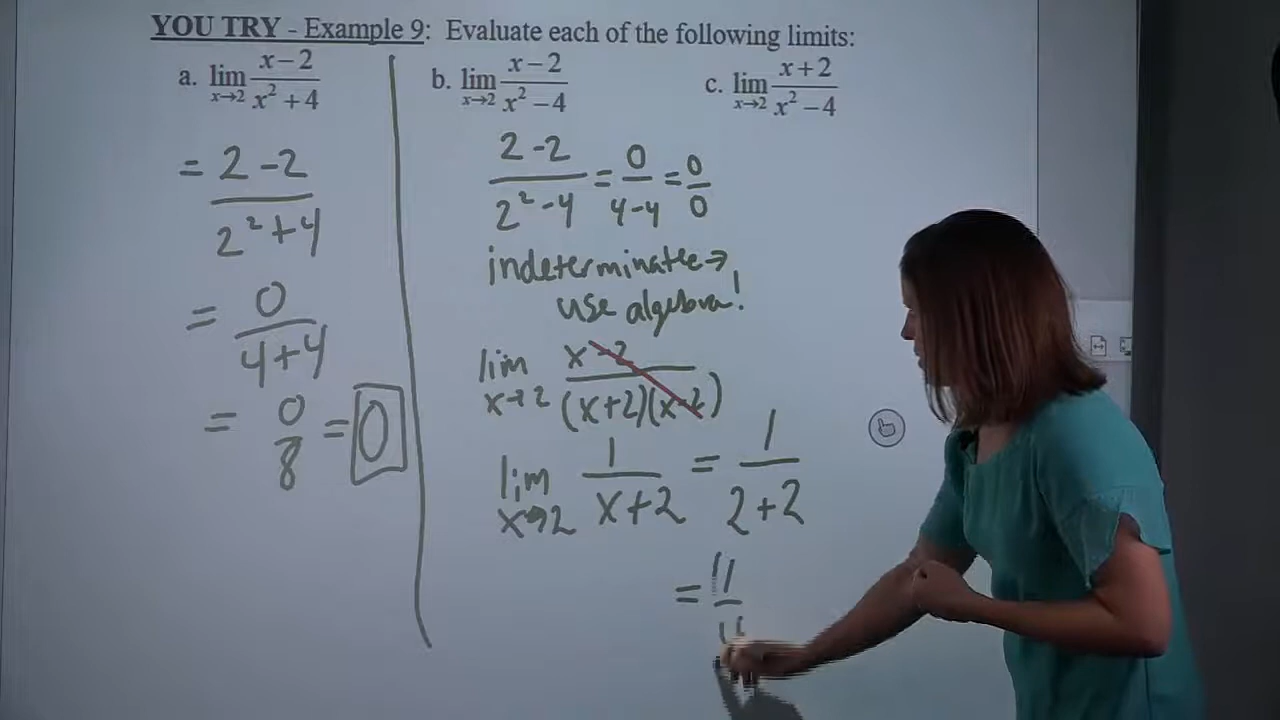 YOU TRY - Example 9: Evaluate each of the following limits:
a. lim x→2 (x−2)/(x²+4)
= (2-2)/(2²+4)
= 0/(4+4)
= 0/8 = 0
b. lim x→2 (x−2)/(x²−4)
(2-2)/(2²-4) = 0/(4-4) = 0/0
indeterminate →
use algebra!
lim x→2 (x-2)/((x+2)(x-2))
lim x→2 1/(x+2) = 1/(2+2)
=
c. lim x→2 (x+2)/(x²−4)